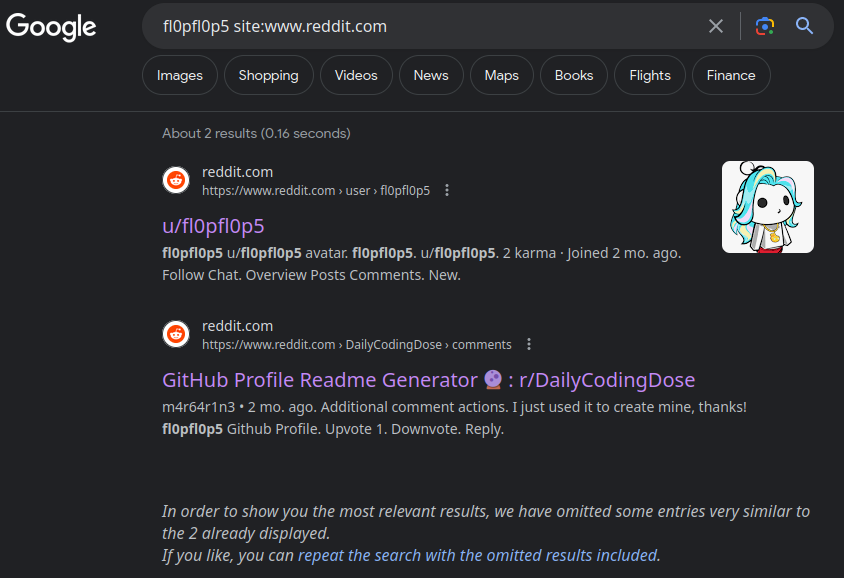 Google
fl0pfl0p5 site:www.reddit.com
Images Shopping Videos News Maps Books Flights Finance
About 2 results (0.16 seconds)
reddit.com
https://www.reddit.com › user › fl0pfl0p5
u/fl0pfl0p5
fl0pfl0p5 u/fl0pfl0p5 avatar. fl0pfl0p5. u/fl0pfl0p5. 2 karma · Joined 2 mo. ago.
Follow Chat. Overview Posts Comments. New.
reddit.com
https://www.reddit.com › DailyCodingDose › comments
GitHub Profile Readme Generator 🔮 : r/DailyCodingDose
m4r64r1n3 • 2 mo. ago. Additional comment actions. I just used it to create mine, thanks!
fl0pfl0p5 Github Profile. Upvote 1. Downvote. Reply.
In order to show you the most relevant results, we have omitted some entries very similar to
the 2 already displayed.
If you like, you can repeat the search with the omitted results included.